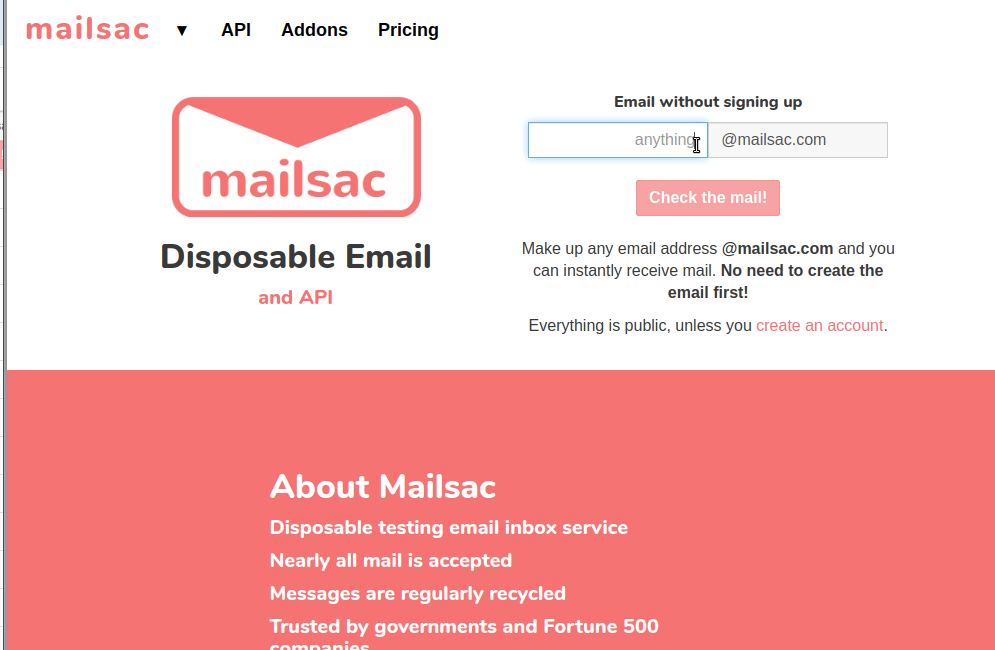 mailsac ▼ API Addons Pricing
mailsac
Disposable Email
and API
Email without signing up
anything @mailsac.com
Check the mail!
Make up any email address @mailsac.com and you
can instantly receive mail. No need to create the
email first!
Everything is public, unless you create an account.
About Mailsac
Disposable testing email inbox service
Nearly all mail is accepted
Messages are regularly recycled
Trusted by governments and Fortune 500
companies